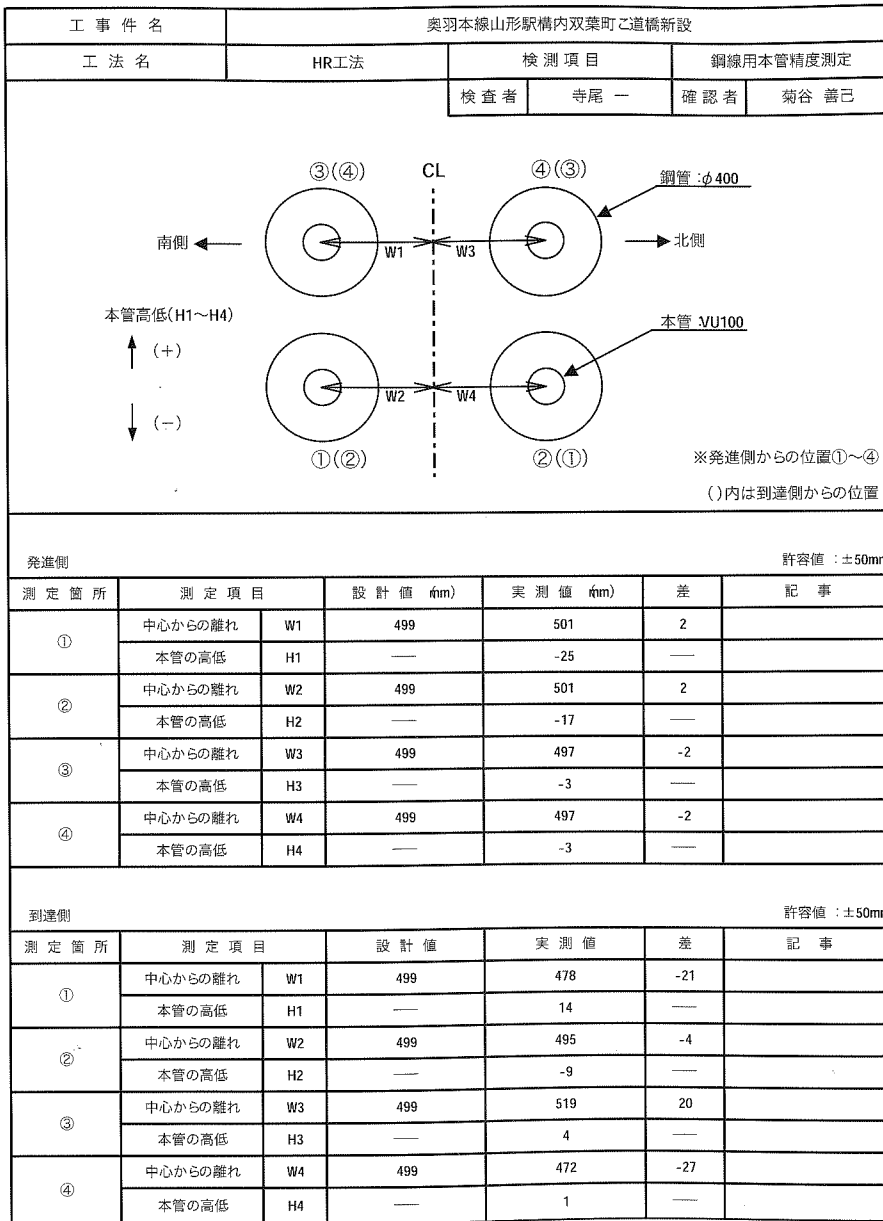 工事件名 奥羽本線山形駅構内双葉町こ道橋新設
工法名 HR工法 検測項目 鋼線用本管精度測定
検査者 寺尾 一 確認者 菊谷 善己
③(④) CL ④(③)
鋼管:φ400
南側 W1 W3 北側
本管高低(H1～H4)
本管:VU100
(+)
W2 W4
(-)
①(②) ②(①)
※発進側からの位置①～④
()内は到達側からの位置
発進側 許容値:±50mm
測定箇所 測定項目 設計値 (mm) 実測値 (mm) 差 記事
① 中心からの離れ W1 499 501 2
本管の高低 H1 — -25 —
② 中心からの離れ W2 499 501 2
本管の高低 H2 — -17 —
③ 中心からの離れ W3 499 497 -2
本管の高低 H3 — -3 —
④ 中心からの離れ W4 499 497 -2
本管の高低 H4 — -3 —
到達側 許容値:±50mm
測定箇所 測定項目 設計値 実測値 差 記事
① 中心からの離れ W1 499 478 -21
本管の高低 H1 — 14 —
② 中心からの離れ W2 499 495 -4
本管の高低 H2 — -9 —
③ 中心からの離れ W3 499 519 20
本管の高低 H3 — 4 —
④ 中心からの離れ W4 499 472 -27
本管の高低 H4 — 1 —